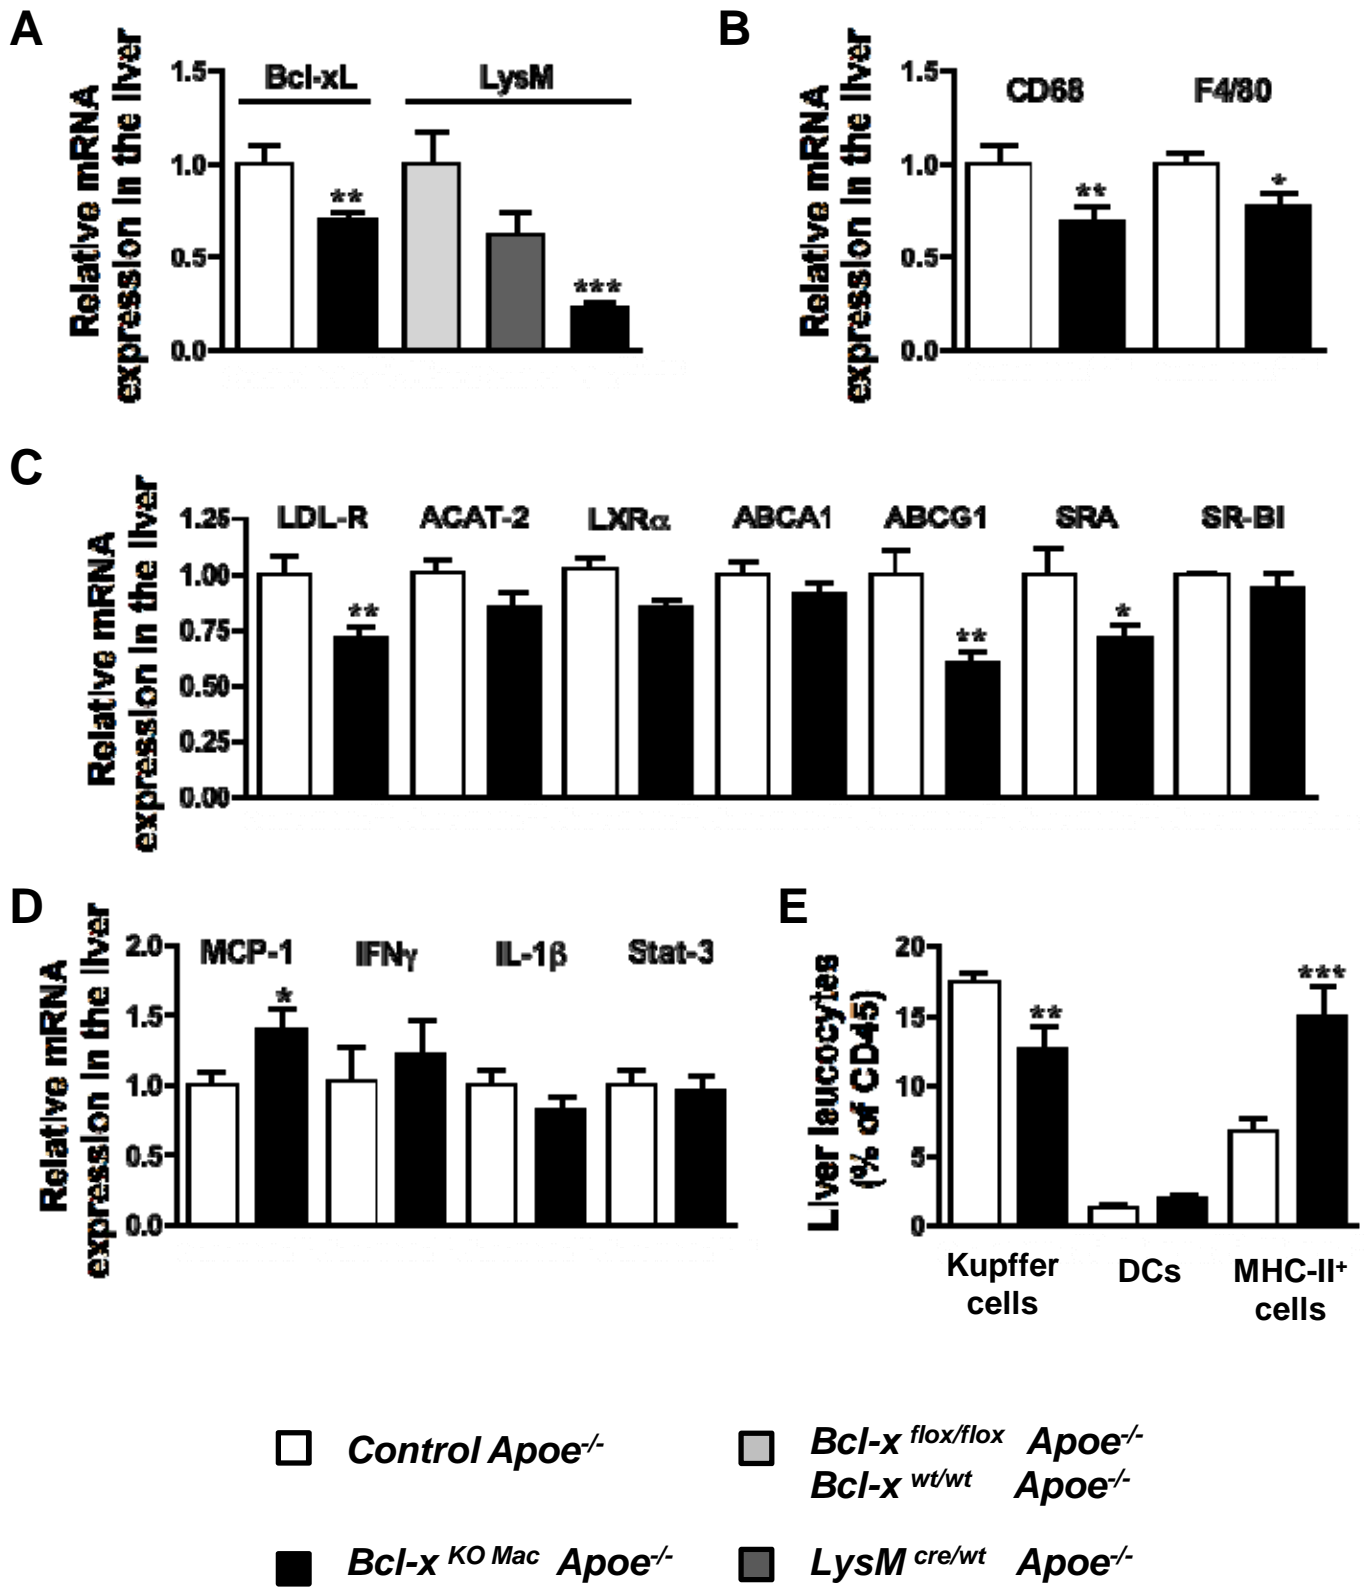 A
Relative mRNA
expression in the liver
1.5
1.0
0.5
0.0
Bcl-xL
LysM
**
***
B
Relative mRNA
expression in the liver
1.5
1.0
0.5
0.0
CD68
F4/80
**
*
C
Relative mRNA
expression in the liver
1.25
1.00
0.75
0.50
0.25
0.00
LDL-R
ACAT-2
LXRα
ABCA1
ABCG1
SRA
SR-BI
**
**
*
D
Relative mRNA
expression in the liver
2.0
1.5
1.0
0.5
0.0
MCP-1
IFNγ
IL-1β
Stat-3
*
E
Liver leucocytes
(% of CD45)
20
15
10
5
0
**
***
Kupffer
cells
DCs
MHC-II⁺
cells
Control Apoe⁻/⁻
Bcl-x flox/flox Apoe⁻/⁻
Bcl-x wt/wt Apoe⁻/⁻
Bcl-x KO Mac Apoe⁻/⁻
LysM cre/wt Apoe⁻/⁻